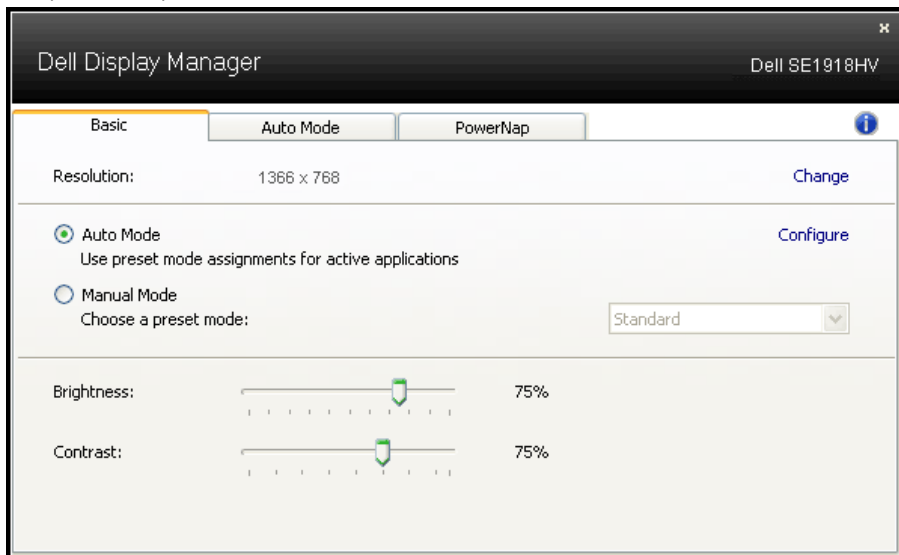 x
Dell Display Manager
Dell SE1918HV
Basic
Auto Mode
PowerNap
i
Resolution:
1366 x 768
Change
Auto Mode
Configure
Use preset mode assignments for active applications
Manual Mode
Choose a preset mode:
Standard
Brightness:
75%
Contrast:
75%